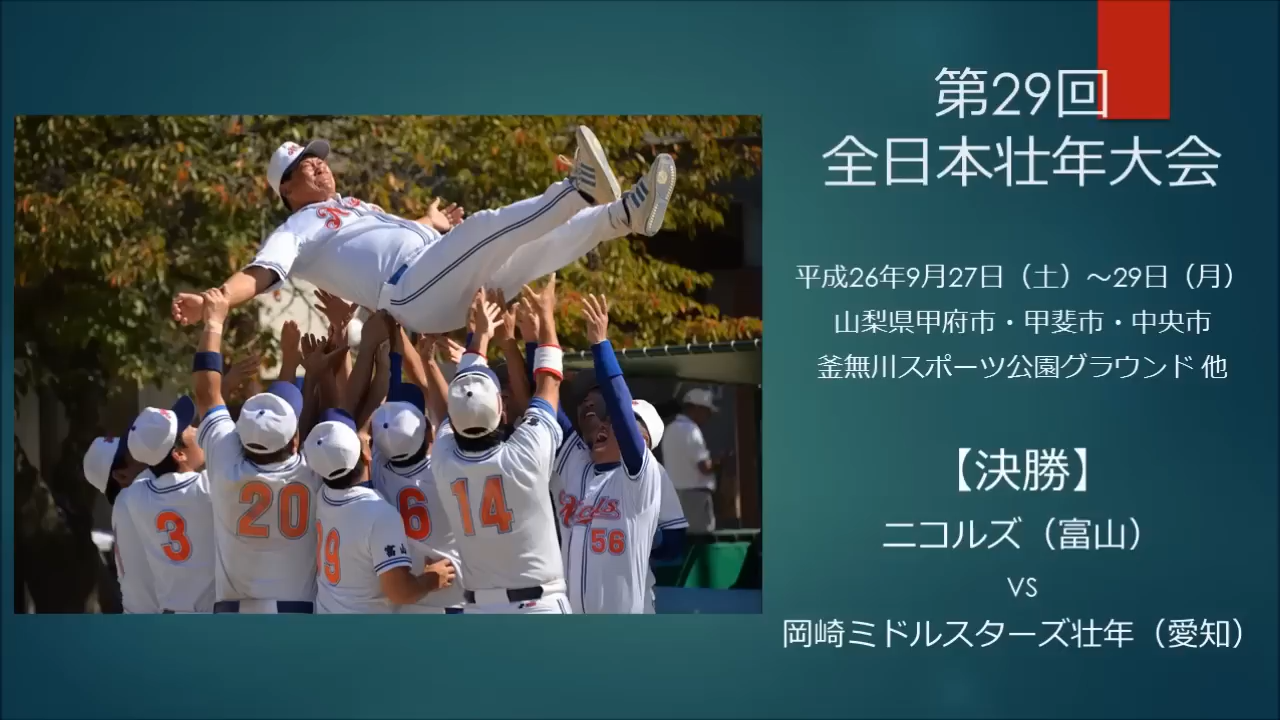 第29回
全日本壮年大会
平成26年9月27日（土）～29日（月）
山梨県甲府市・甲斐市・中央市
釜無川スポーツ公園グラウンド 他
【決勝】
ニコルズ（富山）
VS
岡崎ミドルスターズ壮年（愛知）
3
20
19
富山
6
14
56